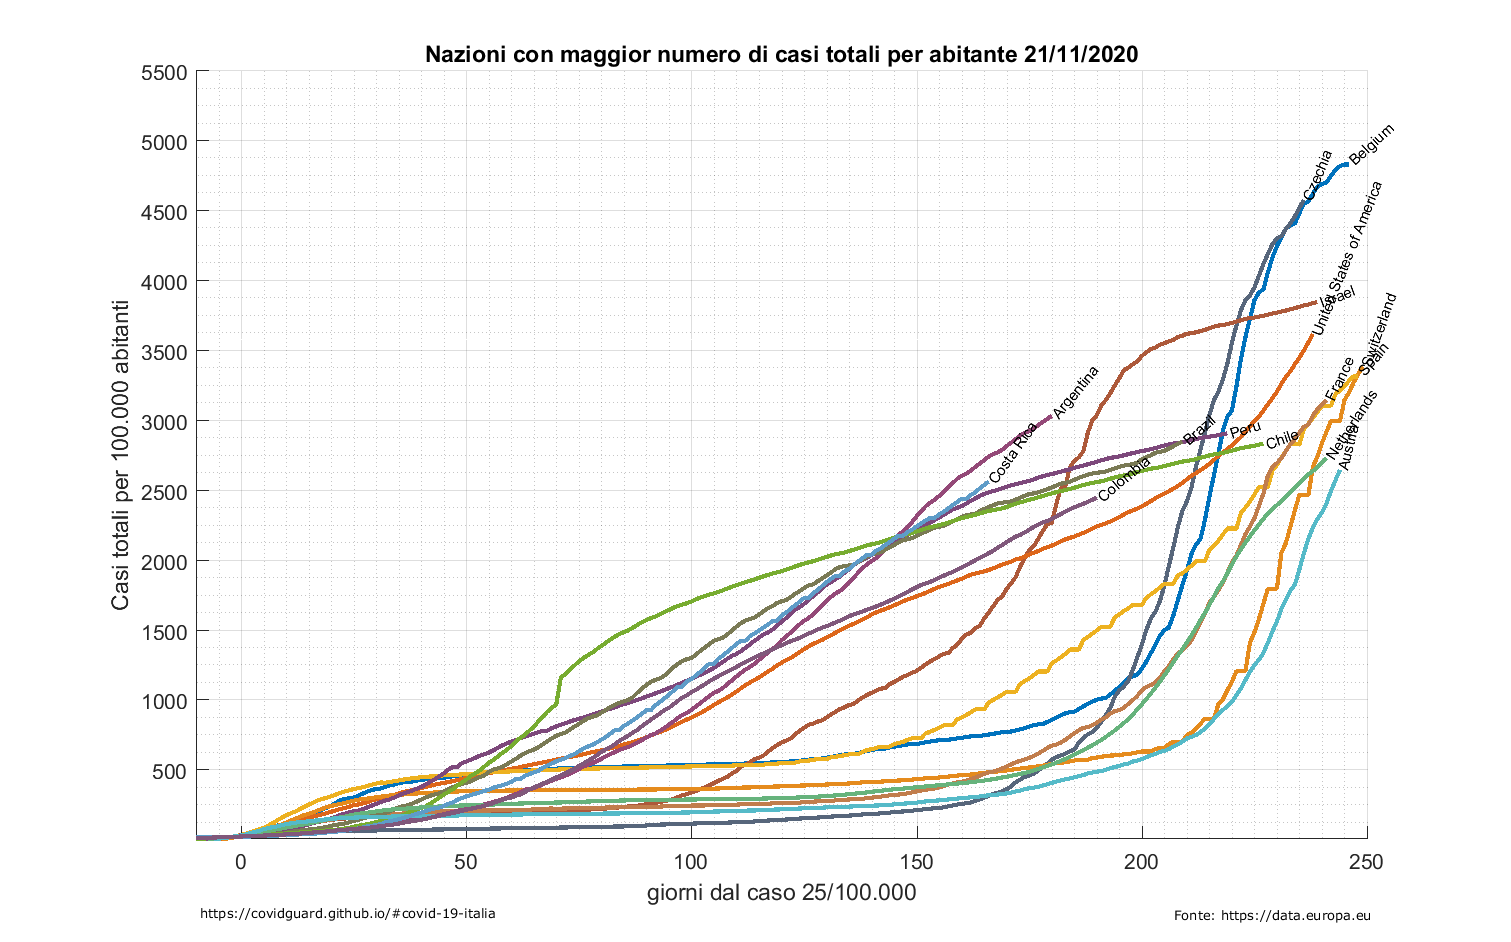 Nazioni con maggior numero di casi totali per abitante 21/11/2020
5500
5000
4500
4000
3500
3000
2500
2000
1500
1000
500
Casi totali per 100.000 abitanti
Belgium
Czechia
United States of America
Israel
Switzerland
Spain
France
Argentina
Netherlands
Austria
Brazil
Peru
Chile
Costa Rica
Colombia
0
50
100
150
200
250
giorni dal caso 25/100.000
https://covidguard.github.io/#covid-19-italia
Fonte: https://data.europa.eu